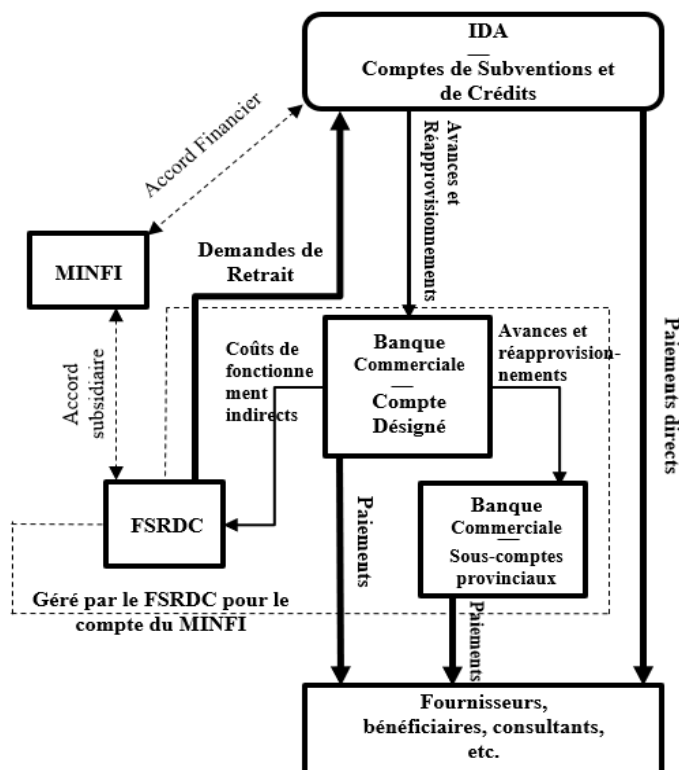 IDA
—
Comptes de Subventions et
de Crédits
Accord Financier
Avances et
Réapprovisionnements
MINFI
Demandes de
Retrait
Paiements directs
Accord
subsidiaire
Coûts de
fonctionne
ment
indirects
Banque
Commerciale
—
Compte
Désigné
Avances et
réapprovision-
nements
FSRDC
Banque
Commerciale
—
Sous-comptes
provinciaux
Paiements
Géré par le FSRDC pour le
compte du MINFI
Paiements
Fournisseurs,
bénéficiaires, consultants,
etc.